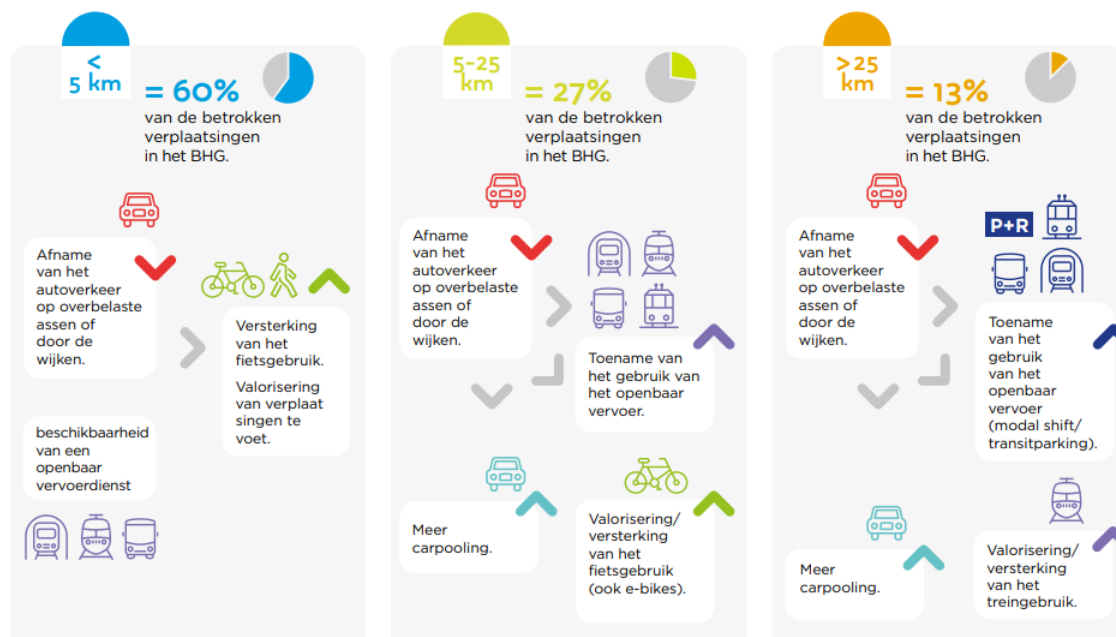 <
5 km
= 60%
van de betrokken
verplaatsingen
in het BHG.
Afname
van het
autoverkeer
op overbelaste
assen of
door de
wijken.
Versterking
van het
fietsgebruik.
Valorisering
van verplaat
singen te
voet.
beschikbaarheid
van een
openbaar
vervoerdienst
5-25
km
= 27%
van de betrokken
verplaatsingen
in het BHG.
Afname
van het
autoverkeer
op overbelaste
assen of
door de
wijken.
Toename van
het gebruik van
het openbaar
vervoer.
Meer
carpooling.
Valorisering/
versterking
van het
fietsgebruik
(ook e-bikes).
>25
km
= 13%
van de betrokken
verplaatsingen
in het BHG.
Afname
van het
autoverkeer
op overbelaste
assen of
door de
wijken.
P+R
Toename
van het
gebruik
van het
openbaar
vervoer
(modal shift/
transitparking).
Meer
carpooling.
Valorisering/
versterking
van het
treingebruik.